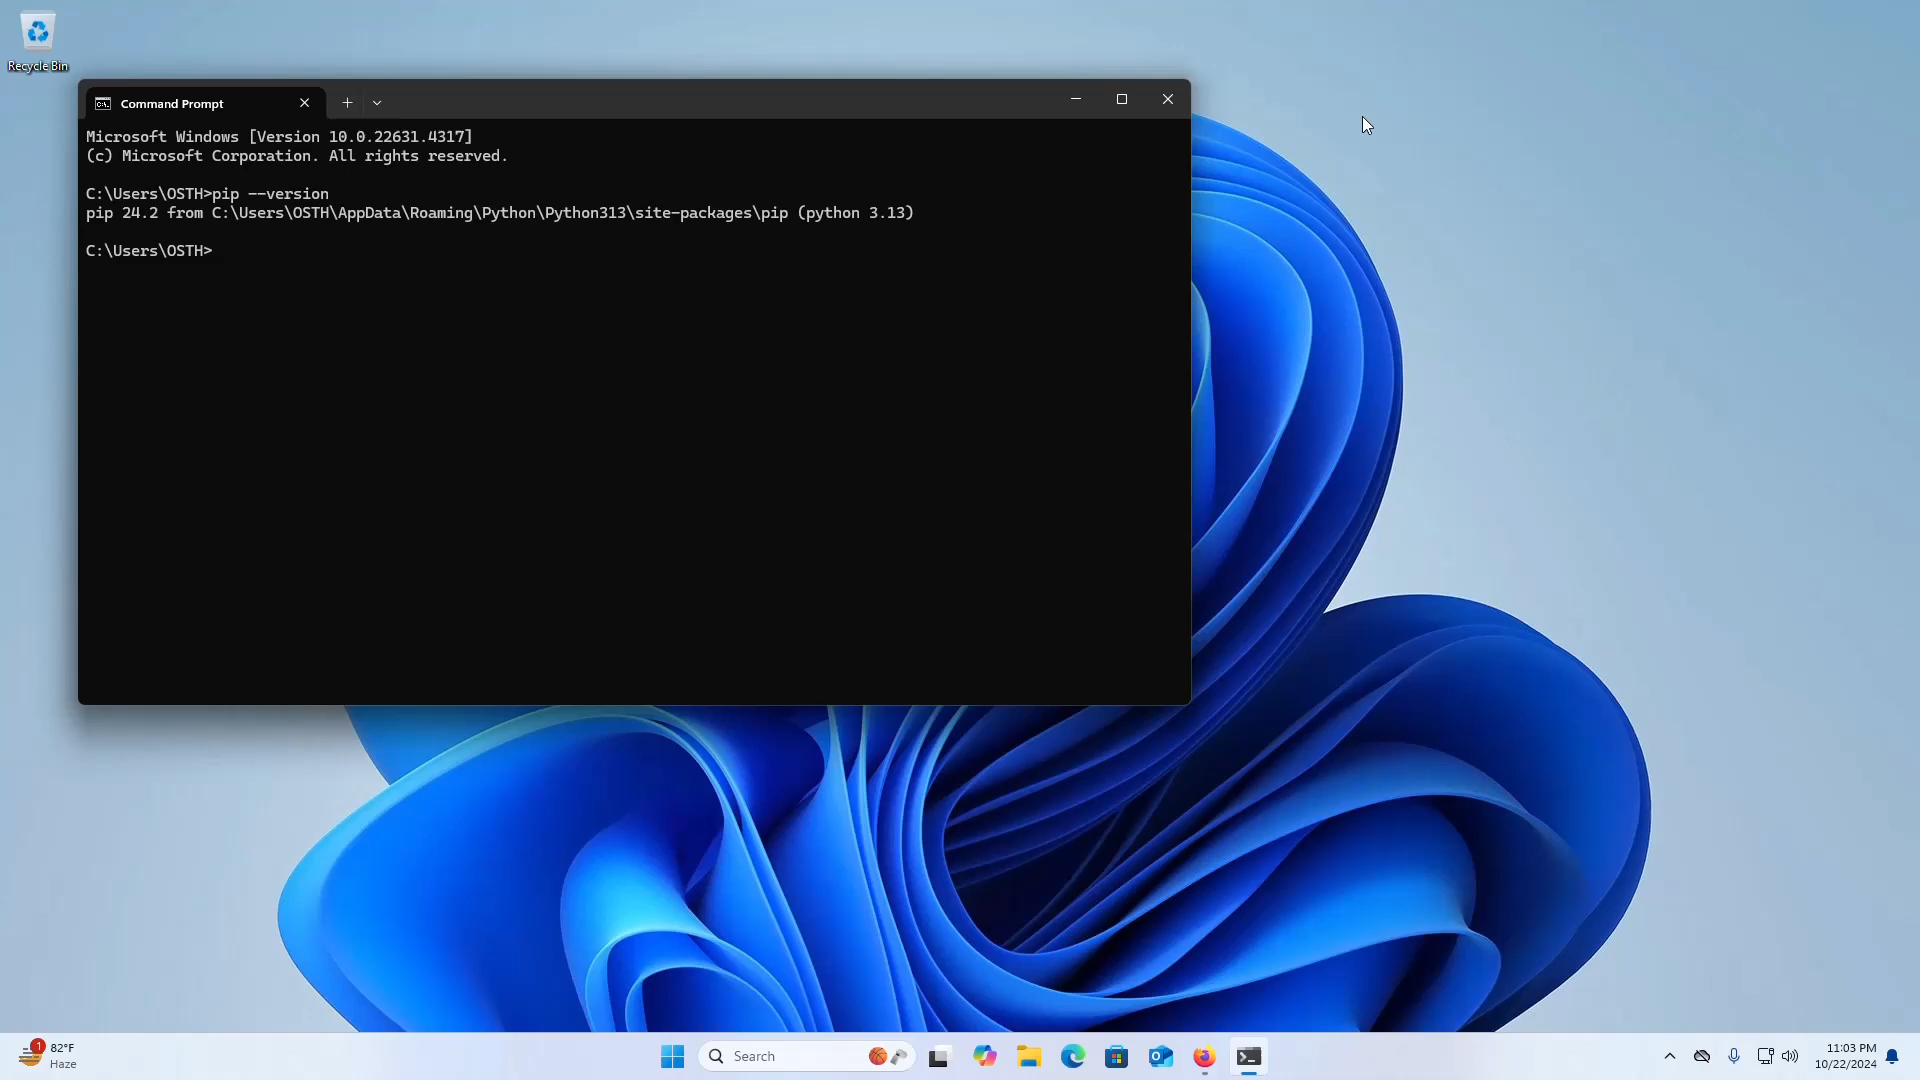 Recycle Bin
Command Prompt
Microsoft Windows [Version 10.0.22631.4317]
(c) Microsoft Corporation. All rights reserved.
C:\Users\OSTH>pip --version
pip 24.2 from C:\Users\OSTH\AppData\Roaming\Python\Python313\site-packages\pip (python 3.13)
C:\Users\OSTH>
1
82°F
Haze
Search
11:03 PM
10/22/2024